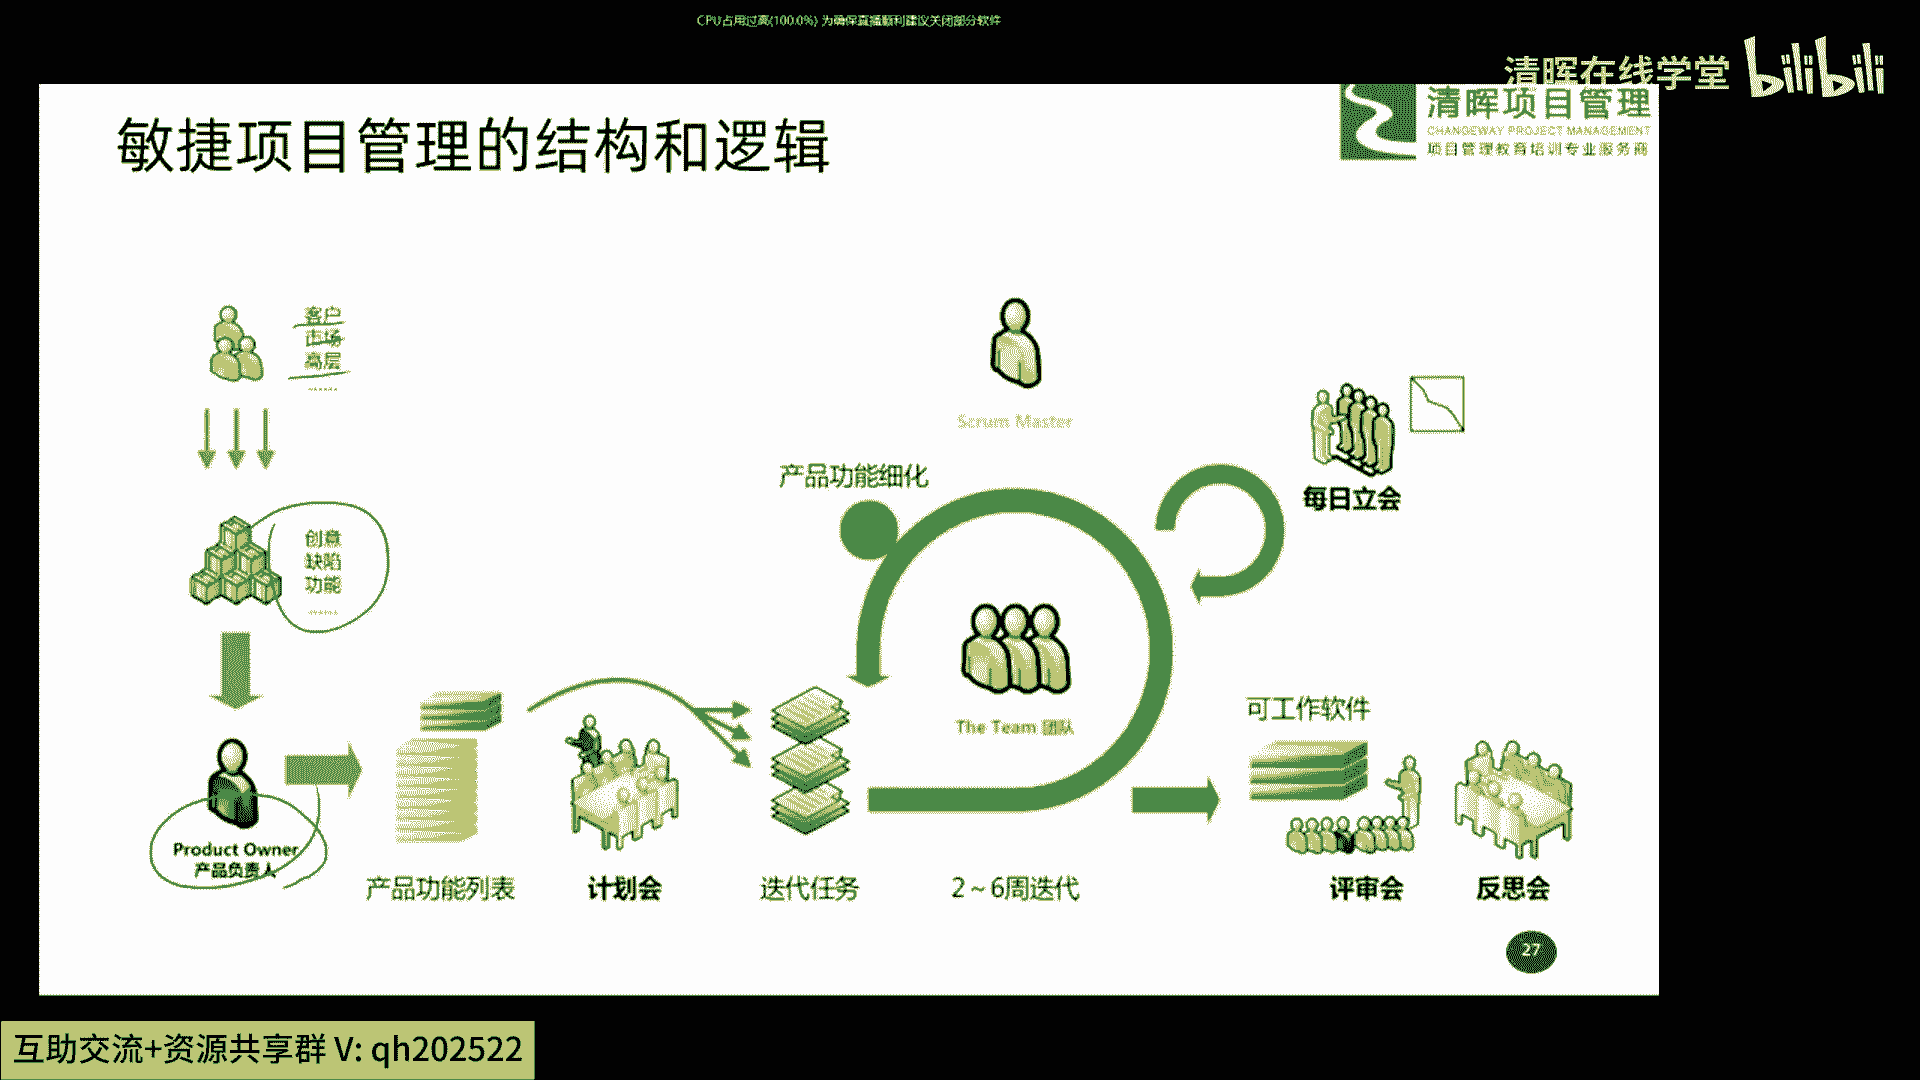 CPU占用过高(100.0%) 为确保直播顺利建议关闭部分软件
清晖在线学堂 bilibili
清晖项目管理
CHANGEWAY PROJECT MANAGEMENT
项目管理教育培训专业服务商
敏捷项目管理的结构和逻辑
客户
市场
高层
......
创意
缺陷
功能
......
Product Owner
产品负责人
产品功能列表
计划会
迭代任务
产品功能细化
Scrum Master
The Team 团队
2~6周迭代
每日立会
可工作软件
评审会
反思会
27
互助交流+资源共享群 V: qh202522